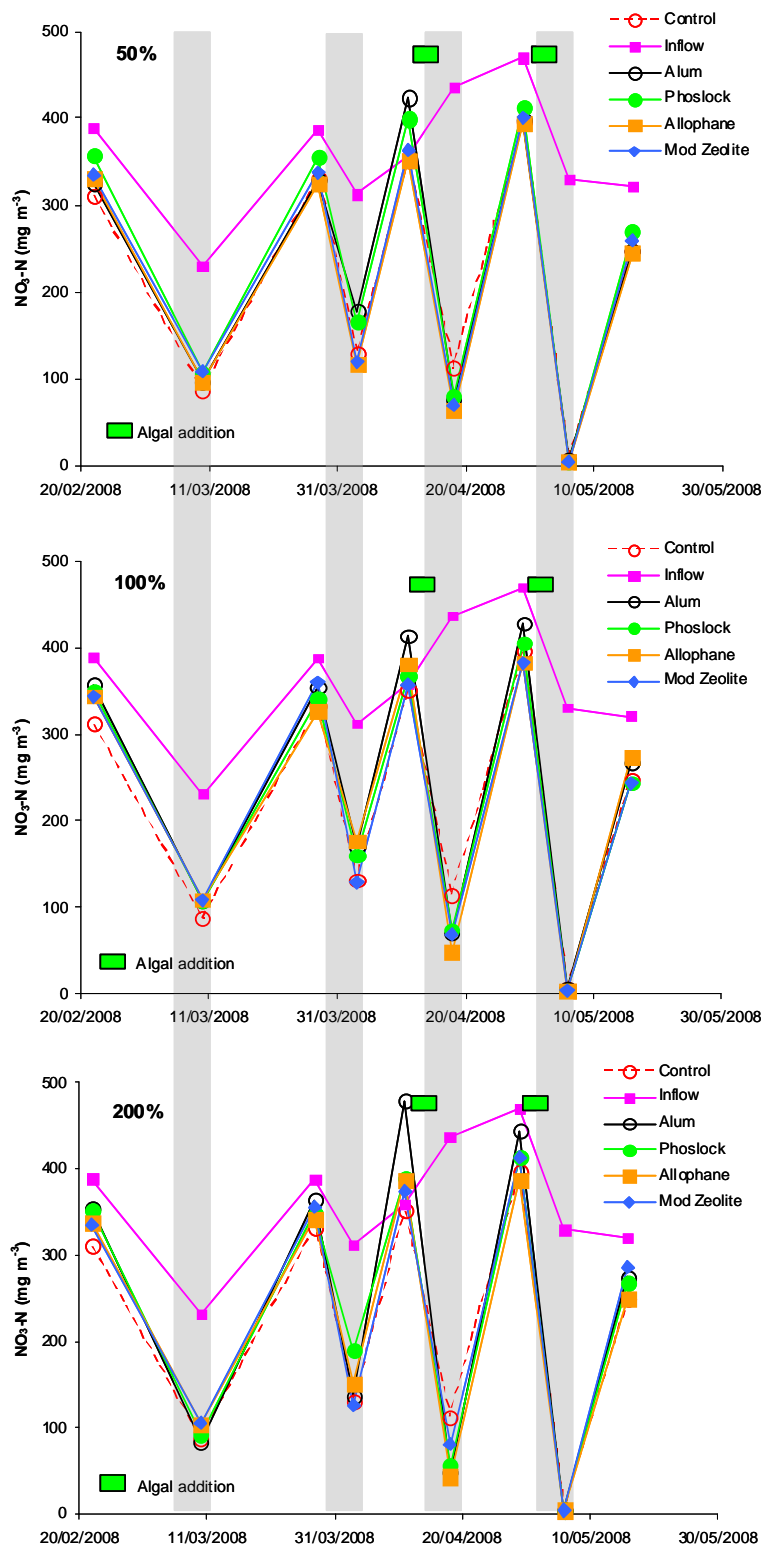 500
400
300
200
100
0
NO₃-N (mg m⁻³)
50%
Control
Inflow
Alum
Phoslock
Allophane
Mod Zeolite
Algal addition
20/02/2008 11/03/2008 31/03/2008 20/04/2008 10/05/2008 30/05/2008
500
400
300
200
100
0
NO₃-N (mg m⁻³)
100%
Control
Inflow
Alum
Phoslock
Allophane
Mod Zeolite
Algal addition
20/02/2008 11/03/2008 31/03/2008 20/04/2008 10/05/2008 30/05/2008
500
400
300
200
100
0
NO₃-N (mg m⁻³)
200%
Control
Inflow
Alum
Phoslock
Allophane
Mod Zeolite
Algal addition
20/02/2008 11/03/2008 31/03/2008 20/04/2008 10/05/2008 30/05/2008